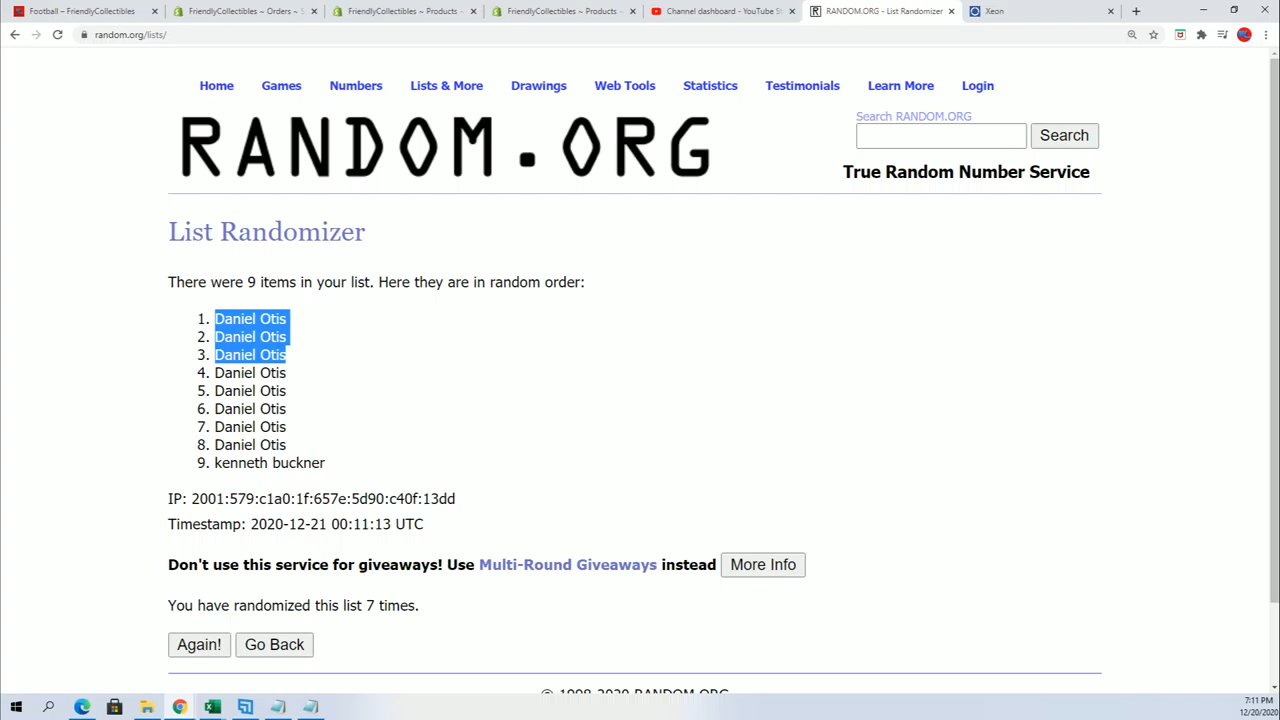 Football – FriendlyCollectibles
FriendlyCollectibles ~ Orders ~ S
FriendlyCollectibles ~ Products ~
FriendlyCollectibles ~ Products ~
Channel dashboard - YouTube St
RANDOM.ORG - List Randomizer
Xeon
random.org/lists/
Home Games Numbers Lists & More Drawings Web Tools Statistics Testimonials Learn More Login
RANDOM.ORG
Search RANDOM.ORG
Search
True Random Number Service
List Randomizer
There were 9 items in your list. Here they are in random order:
1. Daniel Otis
2. Daniel Otis
3. Daniel Otis
4. Daniel Otis
5. Daniel Otis
6. Daniel Otis
7. Daniel Otis
8. Daniel Otis
9. kenneth buckner
IP: 2001:579:c1a0:1f:657e:5d90:c40f:13dd
Timestamp: 2020-12-21 00:11:13 UTC
Don't use this service for giveaways! Use Multi-Round Giveaways instead More Info
You have randomized this list 7 times.
Again! Go Back
© 1998-2020 RANDOM.ORG
7:11 PM
12/20/2020